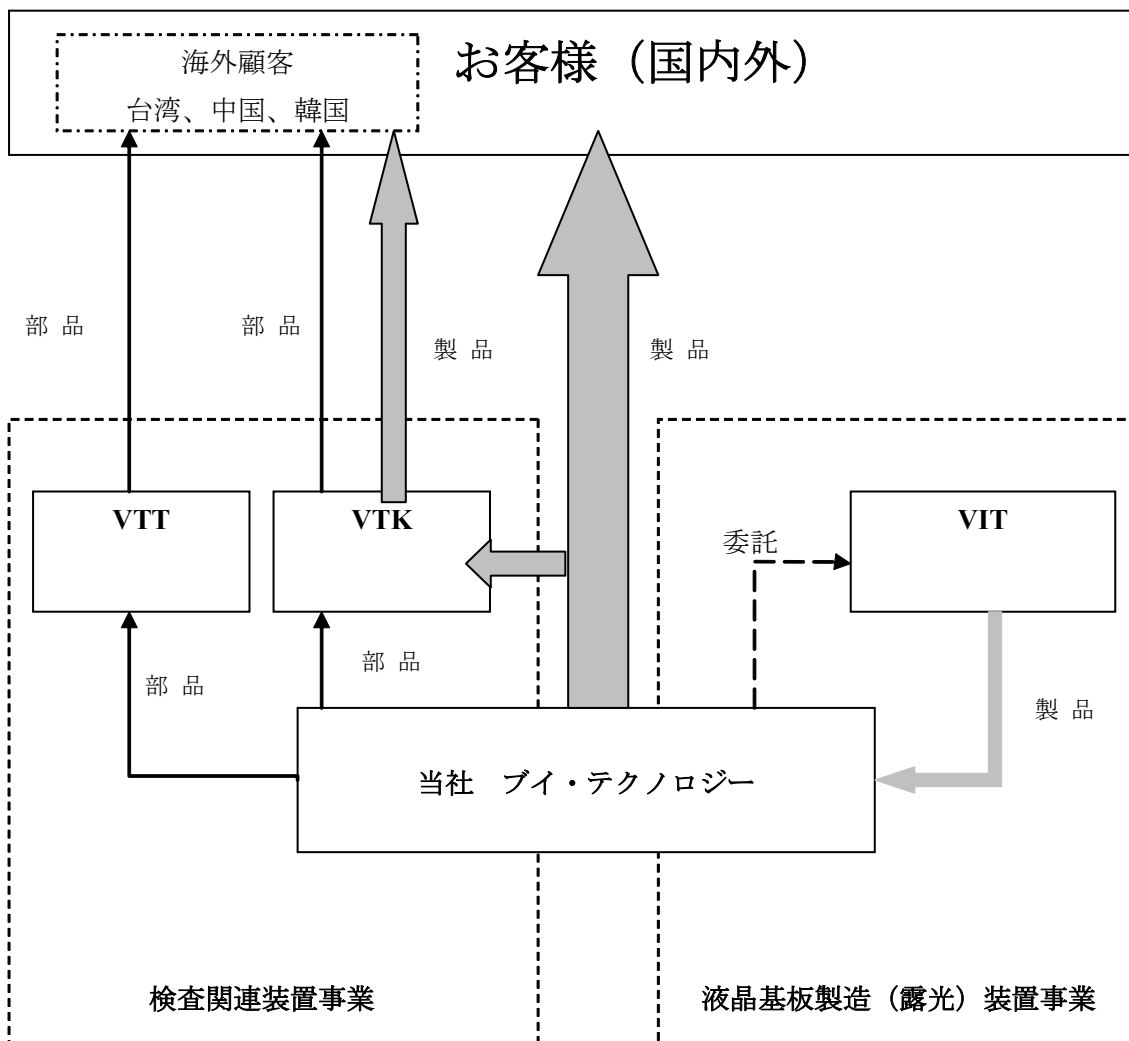 お客様（国内外）
海外顧客
台湾、中国、韓国
部 品
部 品
製 品
製 品
VTT
VTK
VIT
委託
部 品
部 品
製 品
当社　ブイ・テクノロジー
検査関連装置事業
液晶基板製造（露光）装置事業